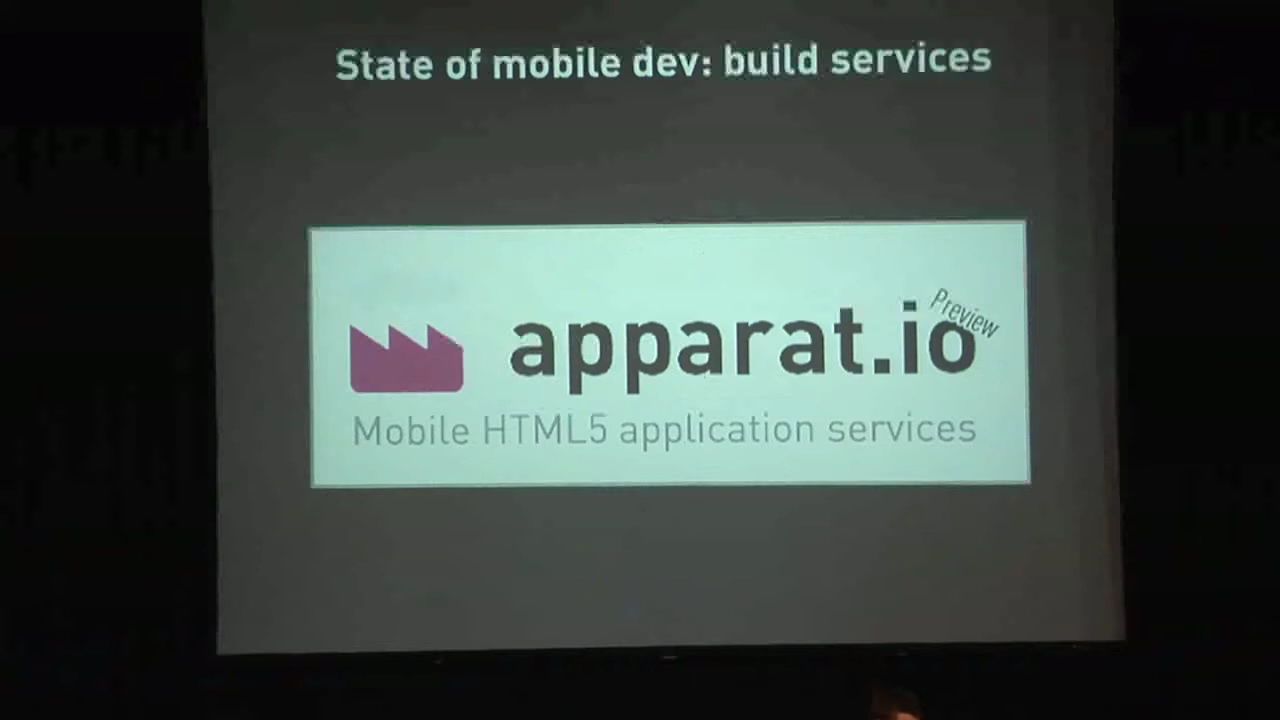 State of mobile dev: build services
Preview
apparat.io
Mobile HTML5 application services